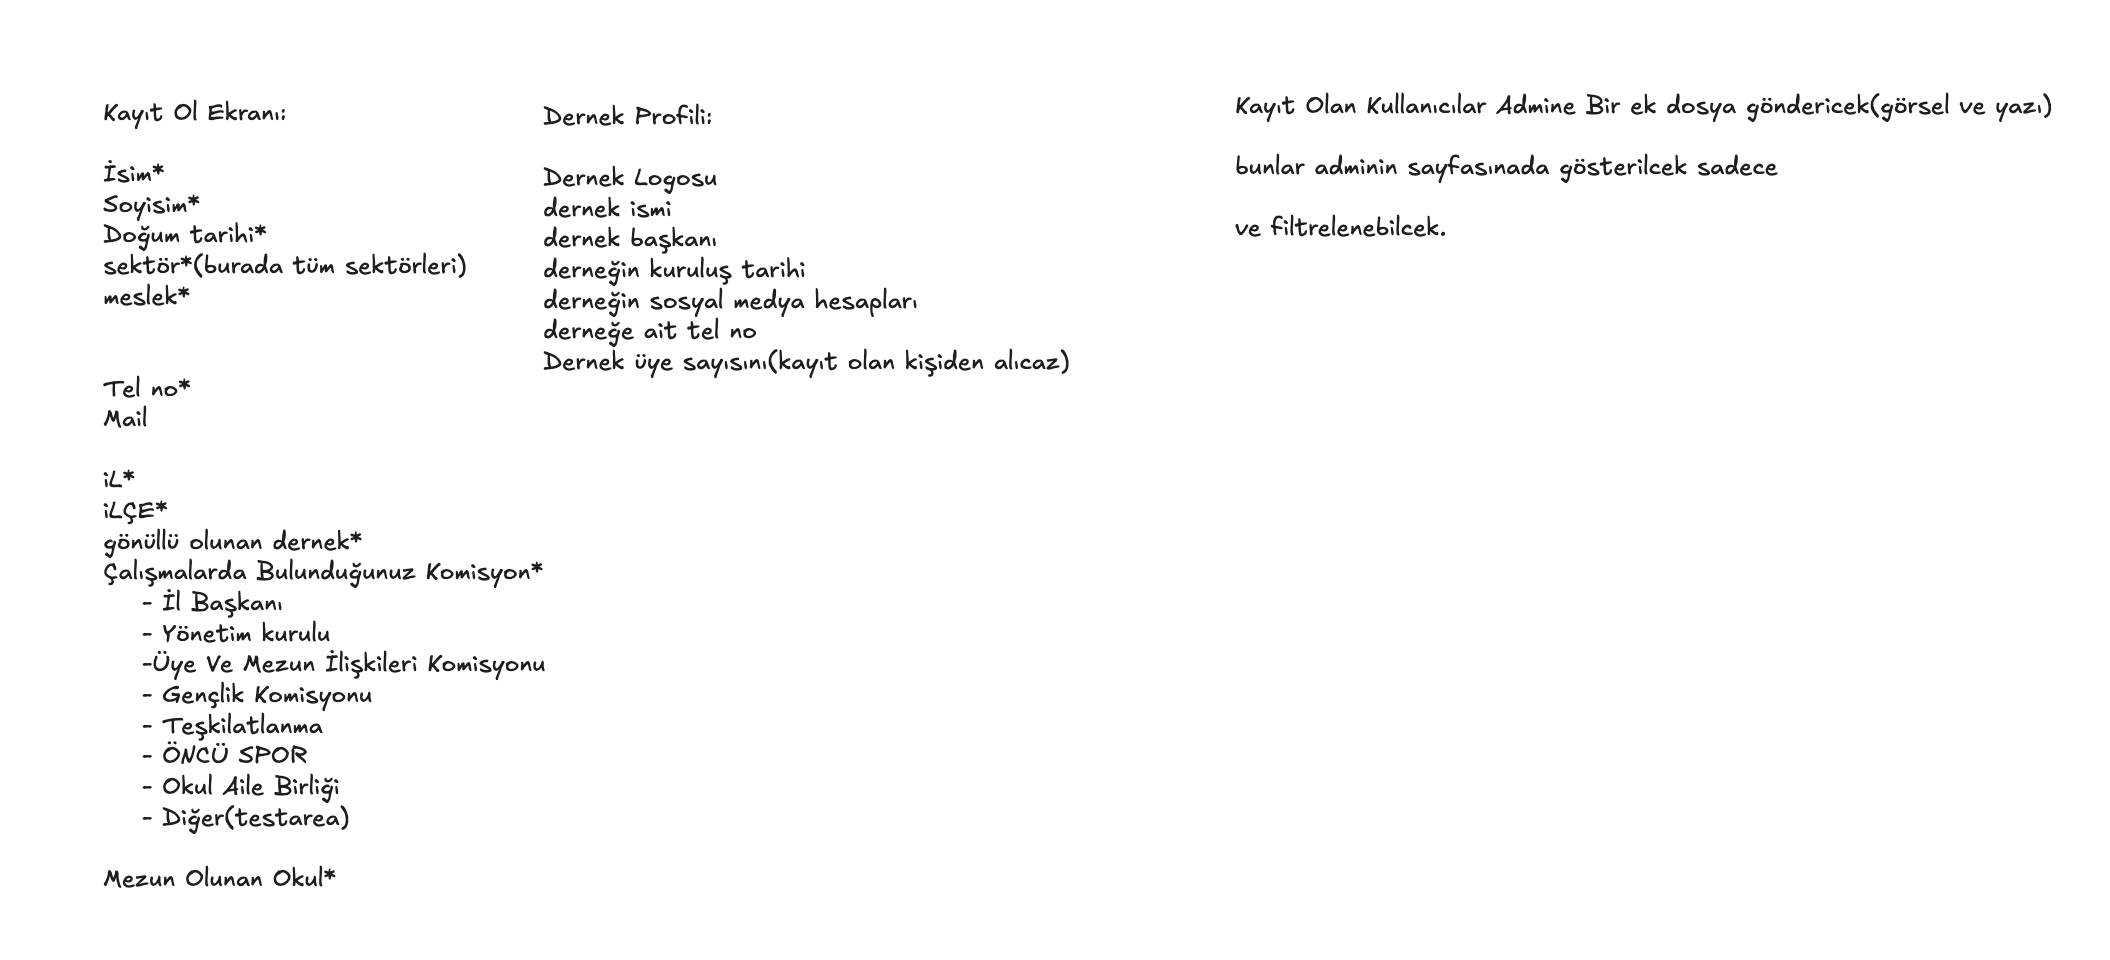 Kayıt Ol Ekranı:
İsim*
Soyisim*
Doğum tarihi*
sektör*(burada tüm sektörleri)
meslek*
Tel no*
Mail
iL*
iLÇE*
gönüllü olunan dernek*
Çalışmalarda Bulunduğunuz Komisyon*
- İl Başkanı
- Yönetim kurulu
-Üye Ve Mezun İlişkileri Komisyonu
- Gençlik Komisyonu
- Teşkilatlanma
- ÖNCÜ SPOR
- Okul Aile Birliği
- Diğer(testarea)
Mezun Olunan Okul*
Dernek Profili:
Dernek Logosu
dernek ismi
dernek başkanı
derneğin kuruluş tarihi
derneğin sosyal medya hesapları
derneğe ait tel no
Dernek üye sayısını(kayıt olan kişiden alıcaz)
Kayıt Olan Kullanıcılar Admine Bir ek dosya göndericek(görsel ve yazı)
bunlar adminin sayfasınada gösterilcek sadece
ve filtrelenebilcek.